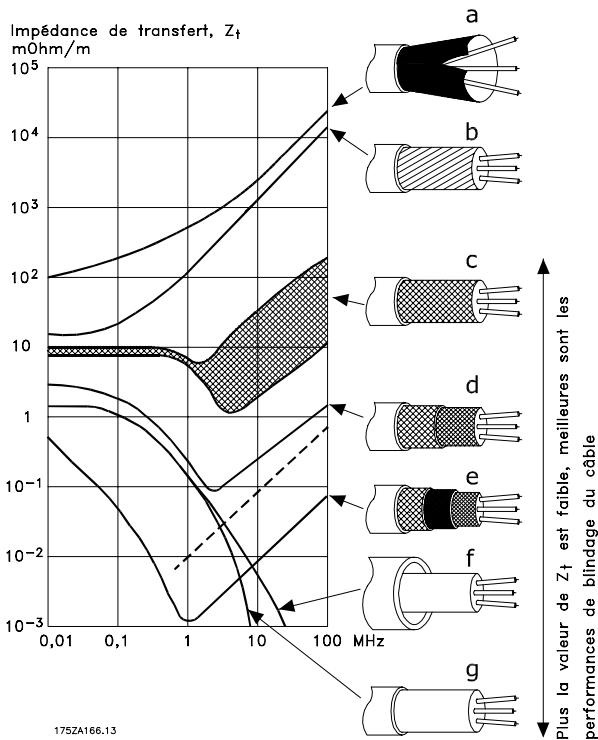 Impédance de transfert, Zt
mOhm/m
10⁵
10⁴
10³
10²
10
1
10⁻¹
10⁻²
10⁻³
0,01 0,1 1 10 100 MHz
a
b
c
d
e
f
g
175ZA166.13
Plus la valeur de Zt est faible, meilleures sont les
performances de blindage du câble